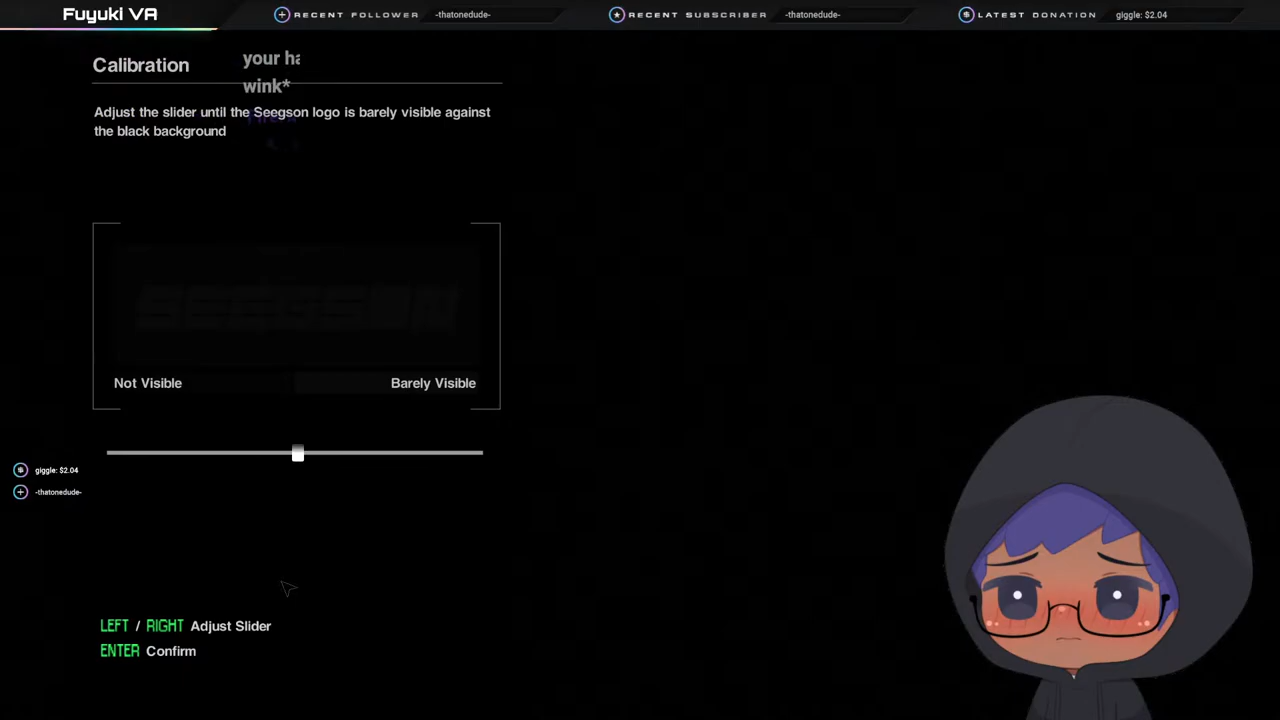 Fuyuki VA
RECENT FOLLOWER -thatonedude-
RECENT SUBSCRIBER -thatonedude-
LATEST DONATION giggle: $2.04
Calibration
your ha
wink*
Adjust the slider until the Seegson logo is barely visible against
the black background
SEEGSON
Not Visible
Barely Visible
giggle: $2.04
-thatonedude-
LEFT / RIGHT Adjust Slider
ENTER Confirm